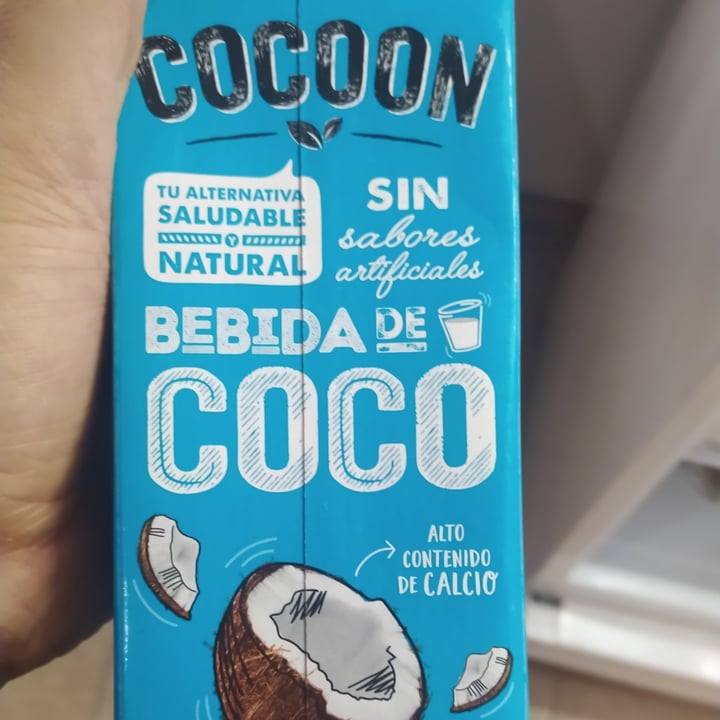 COCOON
TU ALTERNATIVA
SALUDABLE
Y
NATURAL
SIN
sabores
artificiales
BEBIDA DE
COCO
ALTO
CONTENIDO
DE CALCIO